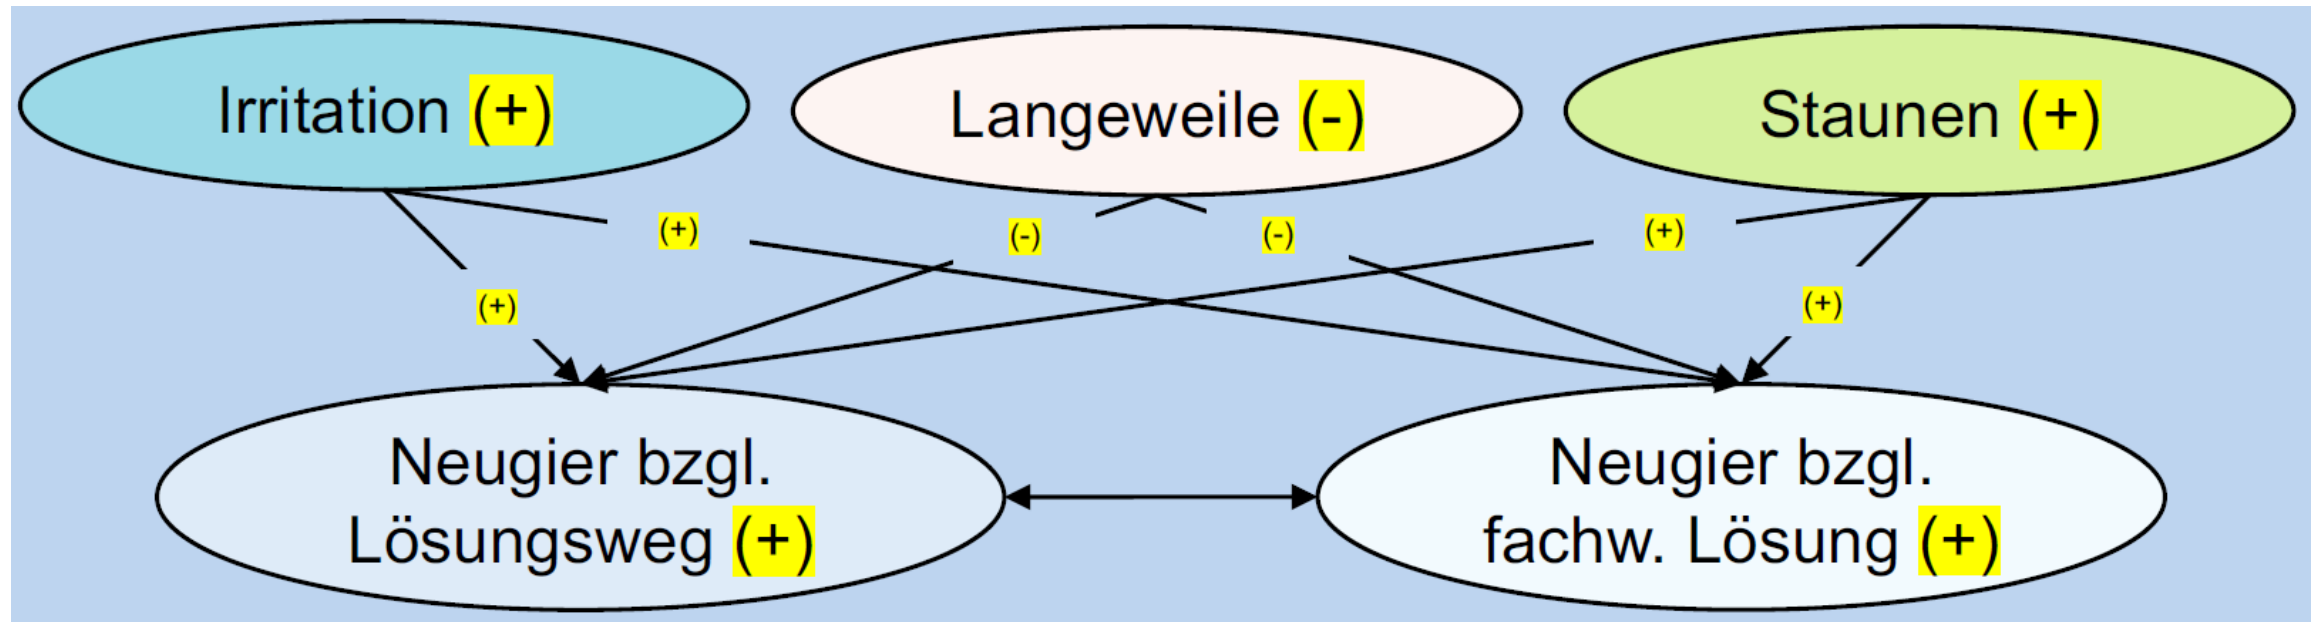 Irritation (+)
Langeweile (-)
Staunen (+)
(+)
(-)
(-)
(+)
(+)
(+)
Neugier bzgl.
Lösungsweg (+)
Neugier bzgl.
fachw. Lösung (+)